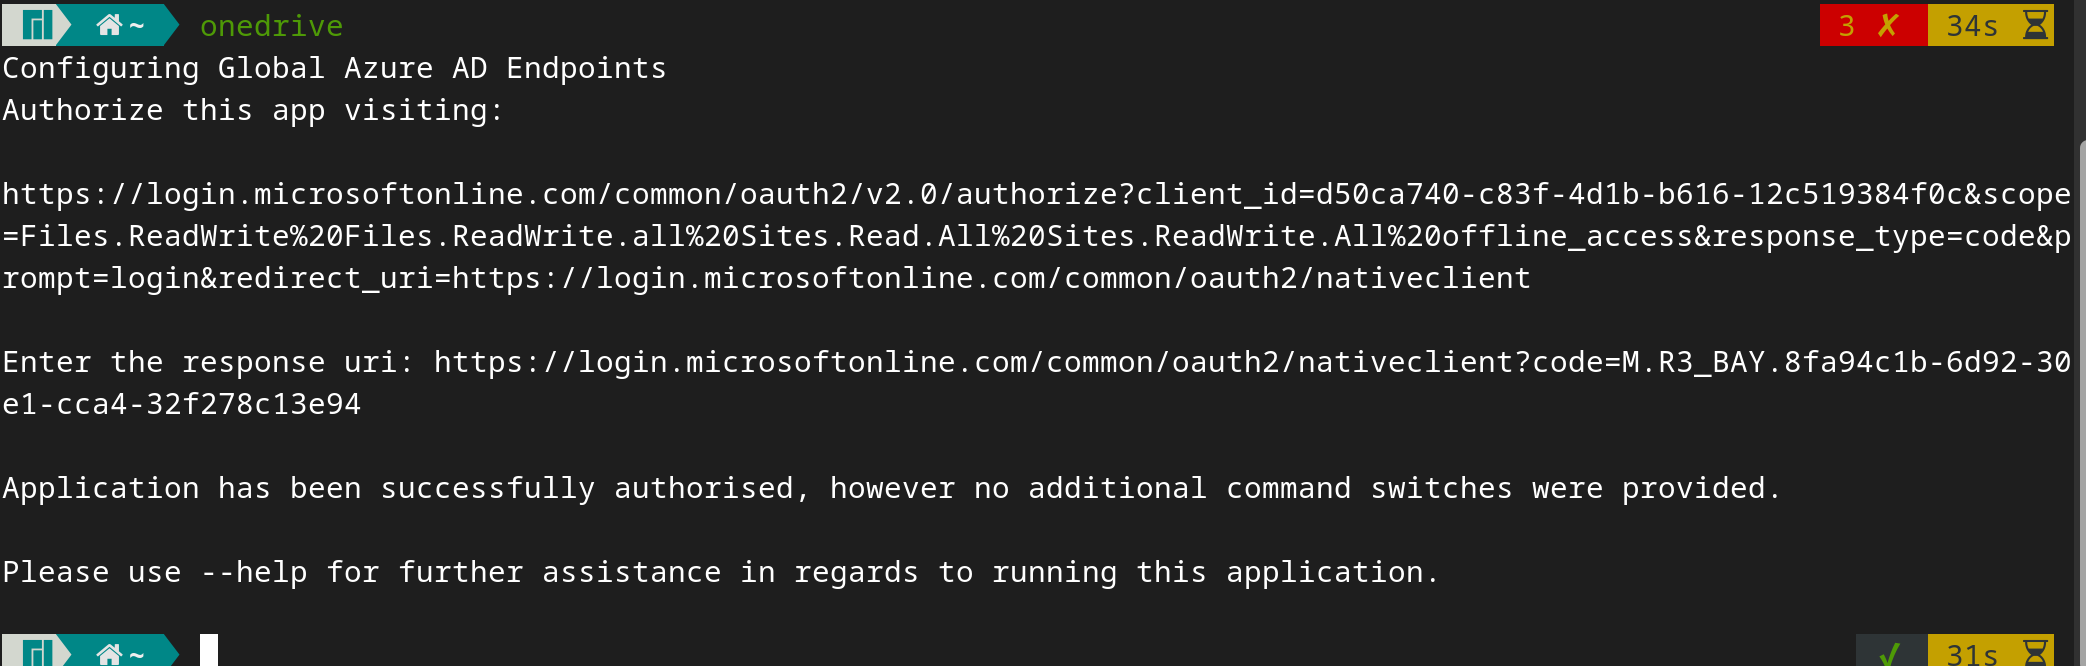 ~ onedrive 3 ✗ 34s
Configuring Global Azure AD Endpoints
Authorize this app visiting:
https://login.microsoftonline.com/common/oauth2/v2.0/authorize?client_id=d50ca740-c83f-4d1b-b616-12c519384f0c&scope
=Files.ReadWrite%20Files.ReadWrite.all%20Sites.Read.All%20Sites.ReadWrite.All%20offline_access&response_type=code&p
rompt=login&redirect_uri=https://login.microsoftonline.com/common/oauth2/nativeclient
Enter the response uri: https://login.microsoftonline.com/common/oauth2/nativeclient?code=M.R3_BAY.8fa94c1b-6d92-30
e1-cca4-32f278c13e94
Application has been successfully authorised, however no additional command switches were provided.
Please use --help for further assistance in regards to running this application.
~ ✓ 31s